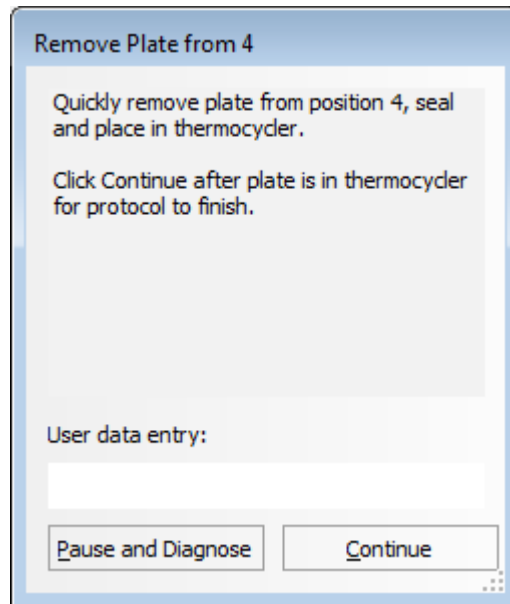 Remove Plate from 4
Quickly remove plate from position 4, seal
and place in thermocycler.
Click Continue after plate is in thermocycler
for protocol to finish.
User data entry:
Pause and Diagnose
Continue